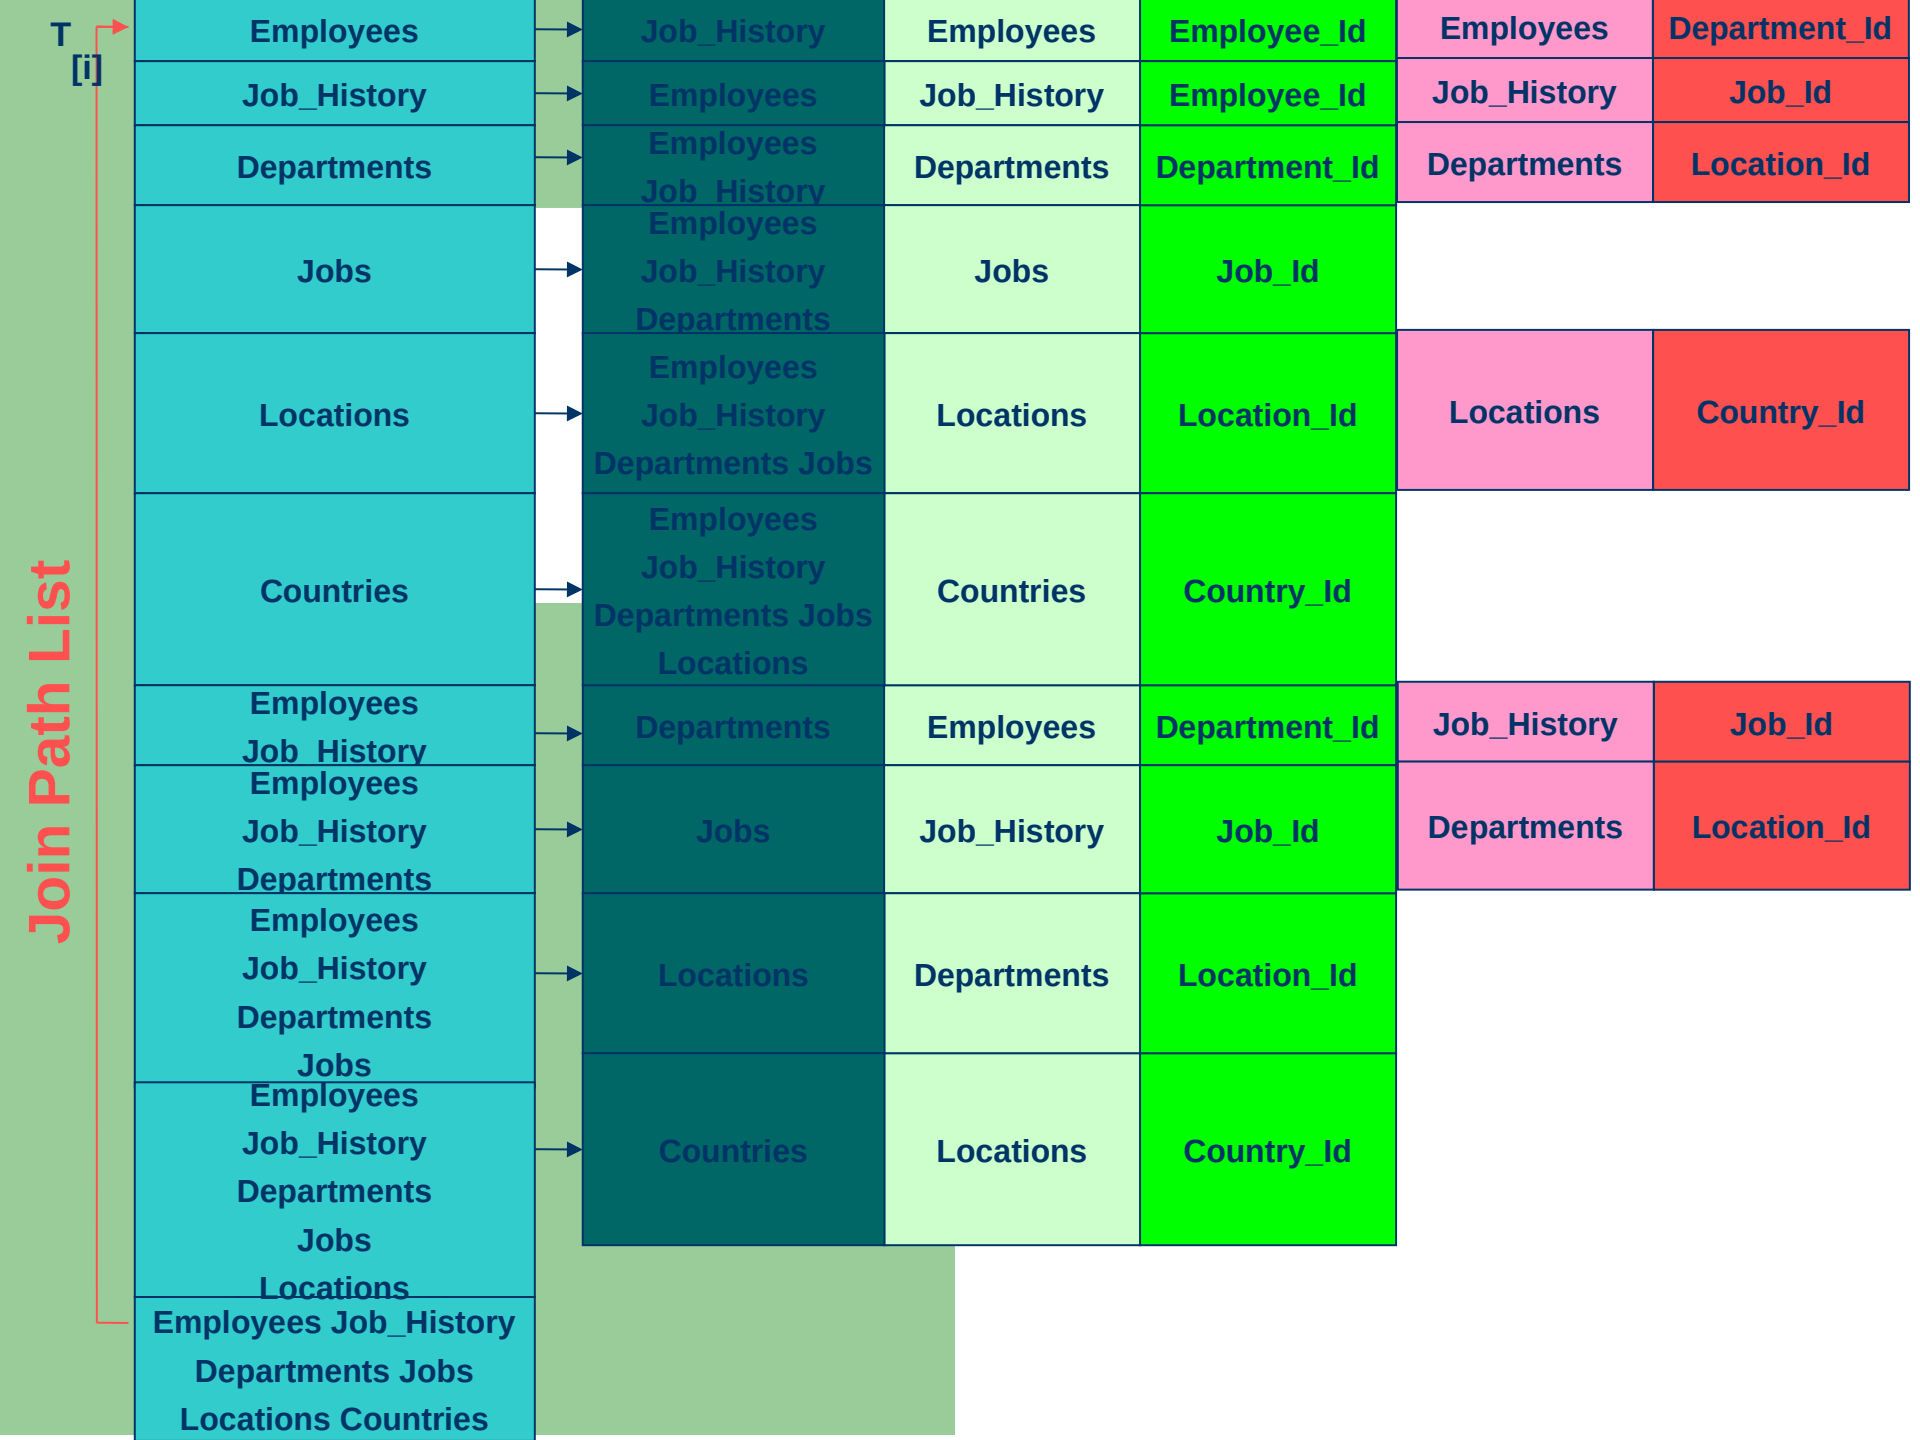 T
[i]
Join Path List
Employees
Job_History
Employees
Employee_Id
Employees
Department_Id
Job_History
Employees
Job_History
Employee_Id
Job_History
Job_Id
Departments
Employees
Job_History
Departments
Department_Id
Departments
Location_Id
Jobs
Employees
Job_History
Departments
Jobs
Job_Id
Locations
Employees
Job_History
Departments Jobs
Locations
Location_Id
Locations
Country_Id
Countries
Employees
Job_History
Departments Jobs
Locations
Countries
Country_Id
Employees
Job_History
Departments
Employees
Department_Id
Job_History
Job_Id
Employees
Job_History
Departments
Jobs
Job_History
Job_Id
Departments
Location_Id
Employees
Job_History
Departments
Jobs
Locations
Departments
Location_Id
Employees
Job_History
Departments
Jobs
Locations
Countries
Locations
Country_Id
Employees Job_History
Departments Jobs
Locations Countries